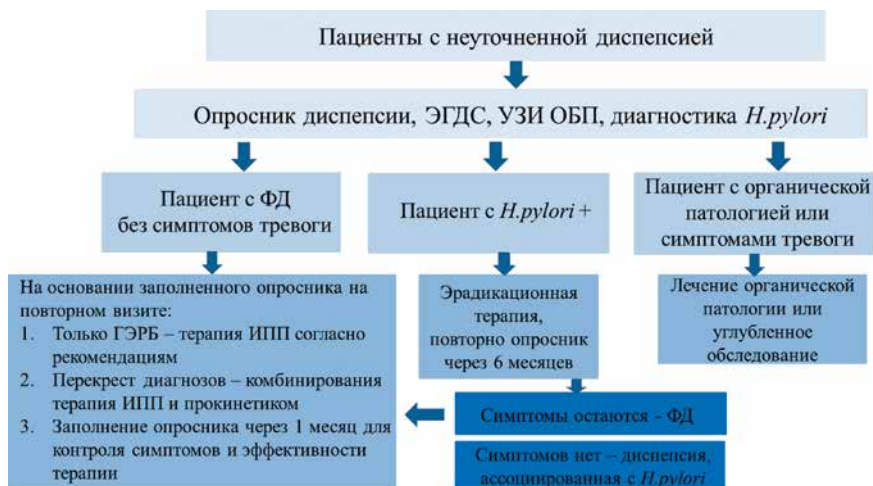 Пациенты с неуточненной диспепсией
Опросник диспепсии, ЭГДС, УЗИ ОБП, диагностика H.pylori
Пациент с ФД
без симптомов тревоги
Пациент с H.pylori +
Пациент с органической
патологией или
симптомами тревоги
На основании заполненного опросника на
повторном визите:
1. Только ГЭРБ – терапия ИПП согласно
рекомендациям
2. Перекрест диагнозов – комбинирования
терапия ИПП и прокинетиком
3. Заполнение опросника через 1 месяц для
контроля симптомов и эффективности
терапии
Эрадикационная
терапия,
повторно опросник
через 6 месяцев
Лечение органической
патологии или
углубленное
обследование
Симптомы остаются - ФД
Симптомов нет – диспепсия,
ассоциированная с H.pylori